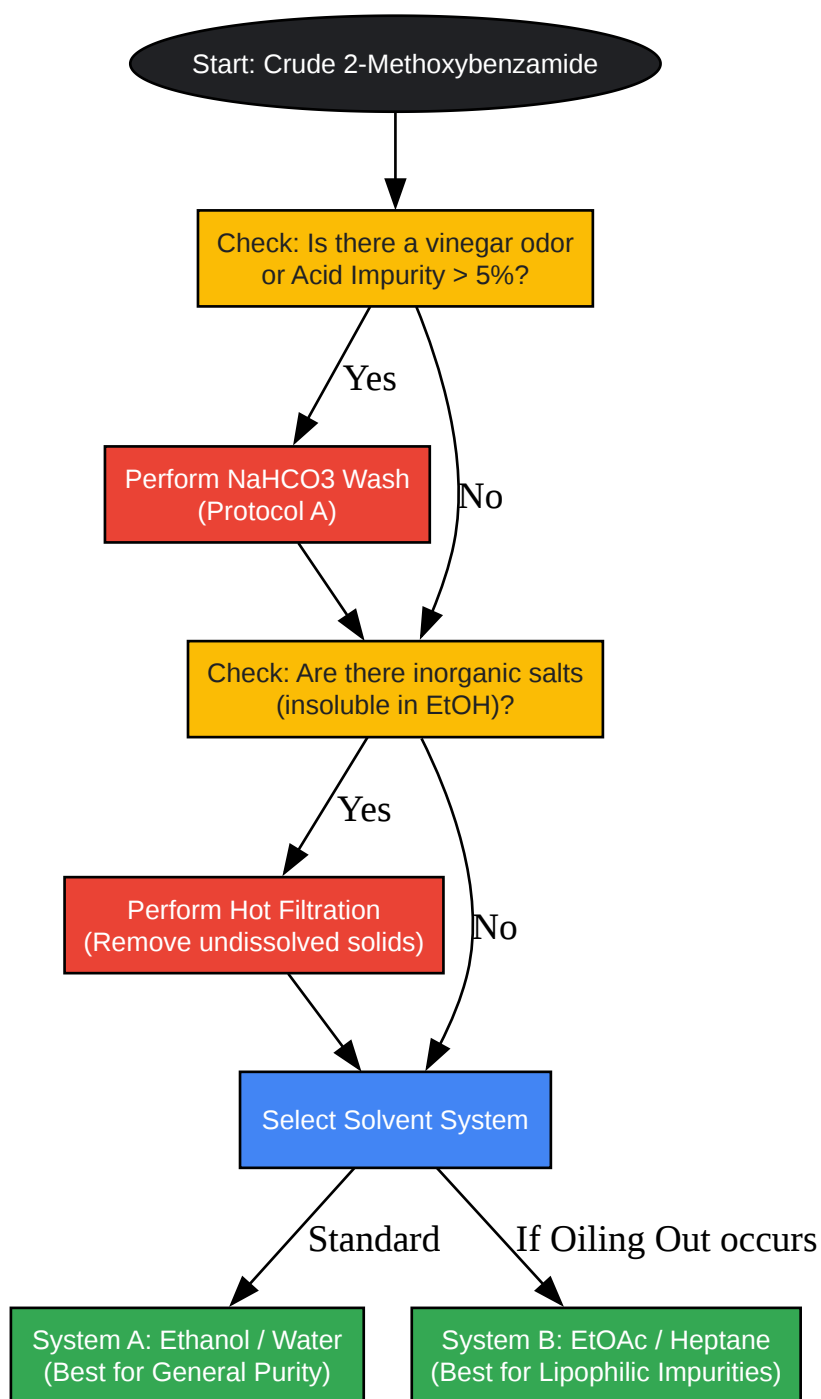 Start: Crude 2-Methoxybenzamide
Check: Is there a vinegar odor
or Acid Impurity > 5%?
Yes
Perform NaHCO3 Wash
(Protocol A)
No
Check: Are there inorganic salts
(insoluble in EtOH)?
Yes
Perform Hot Filtration
(Remove undissolved solids)
No
Select Solvent System
Standard
If Oiling Out occurs
System A: Ethanol / Water
(Best for General Purity)
System B: EtOAc / Heptane
(Best for Lipophilic Impurities)